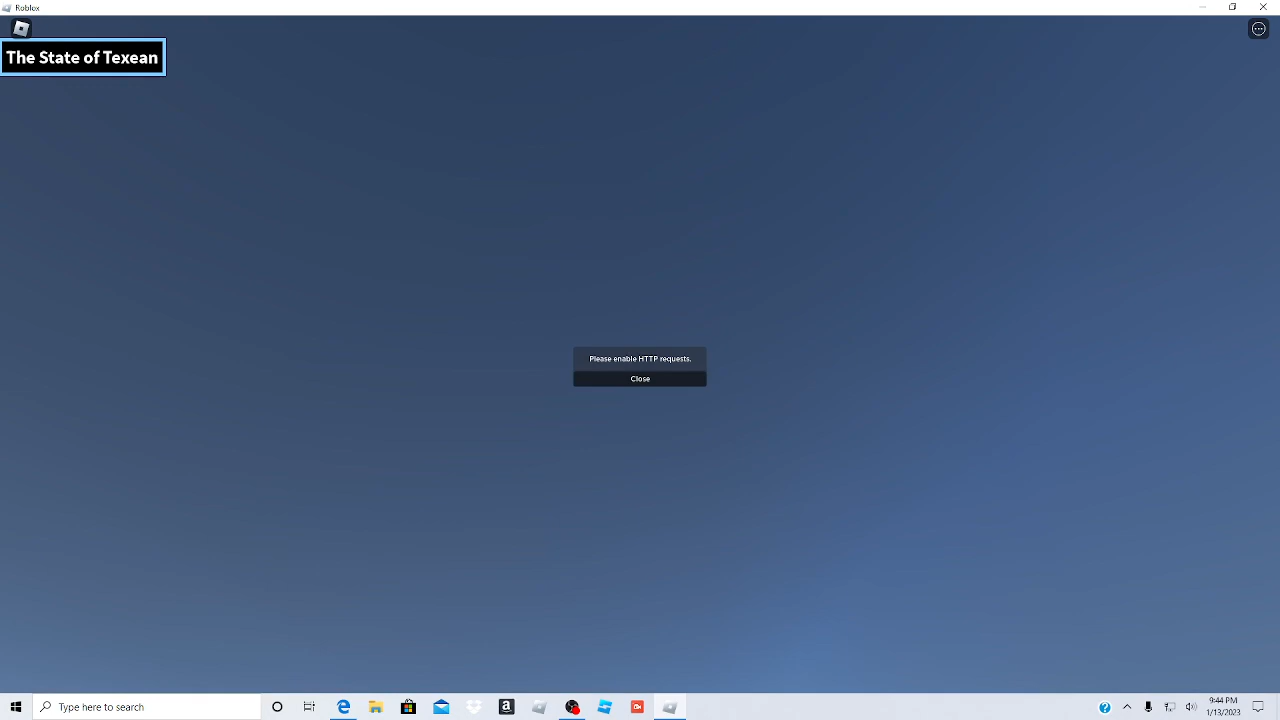 Roblox
The State of Texean
Please enable HTTP requests.
Close
Type here to search
9:44 PM
1/13/2023